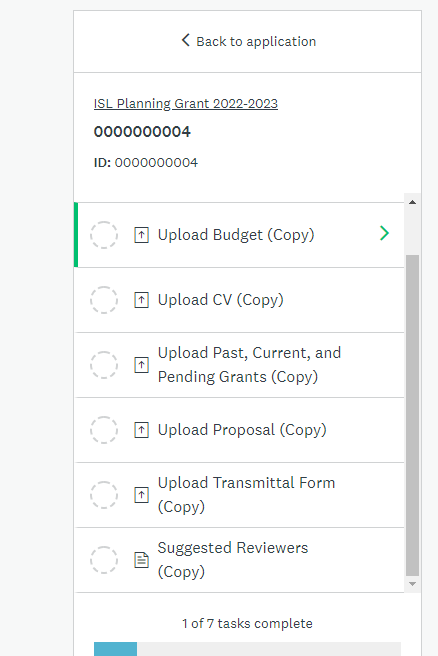 Back to application
ISL Planning Grant 2022-2023
0000000004
ID: 0000000004
Upload Budget (Copy)
Upload CV (Copy)
Upload Past, Current, and
Pending Grants (Copy)
Upload Proposal (Copy)
Upload Transmittal Form
(Copy)
Suggested Reviewers
(Copy)
1 of 7 tasks complete